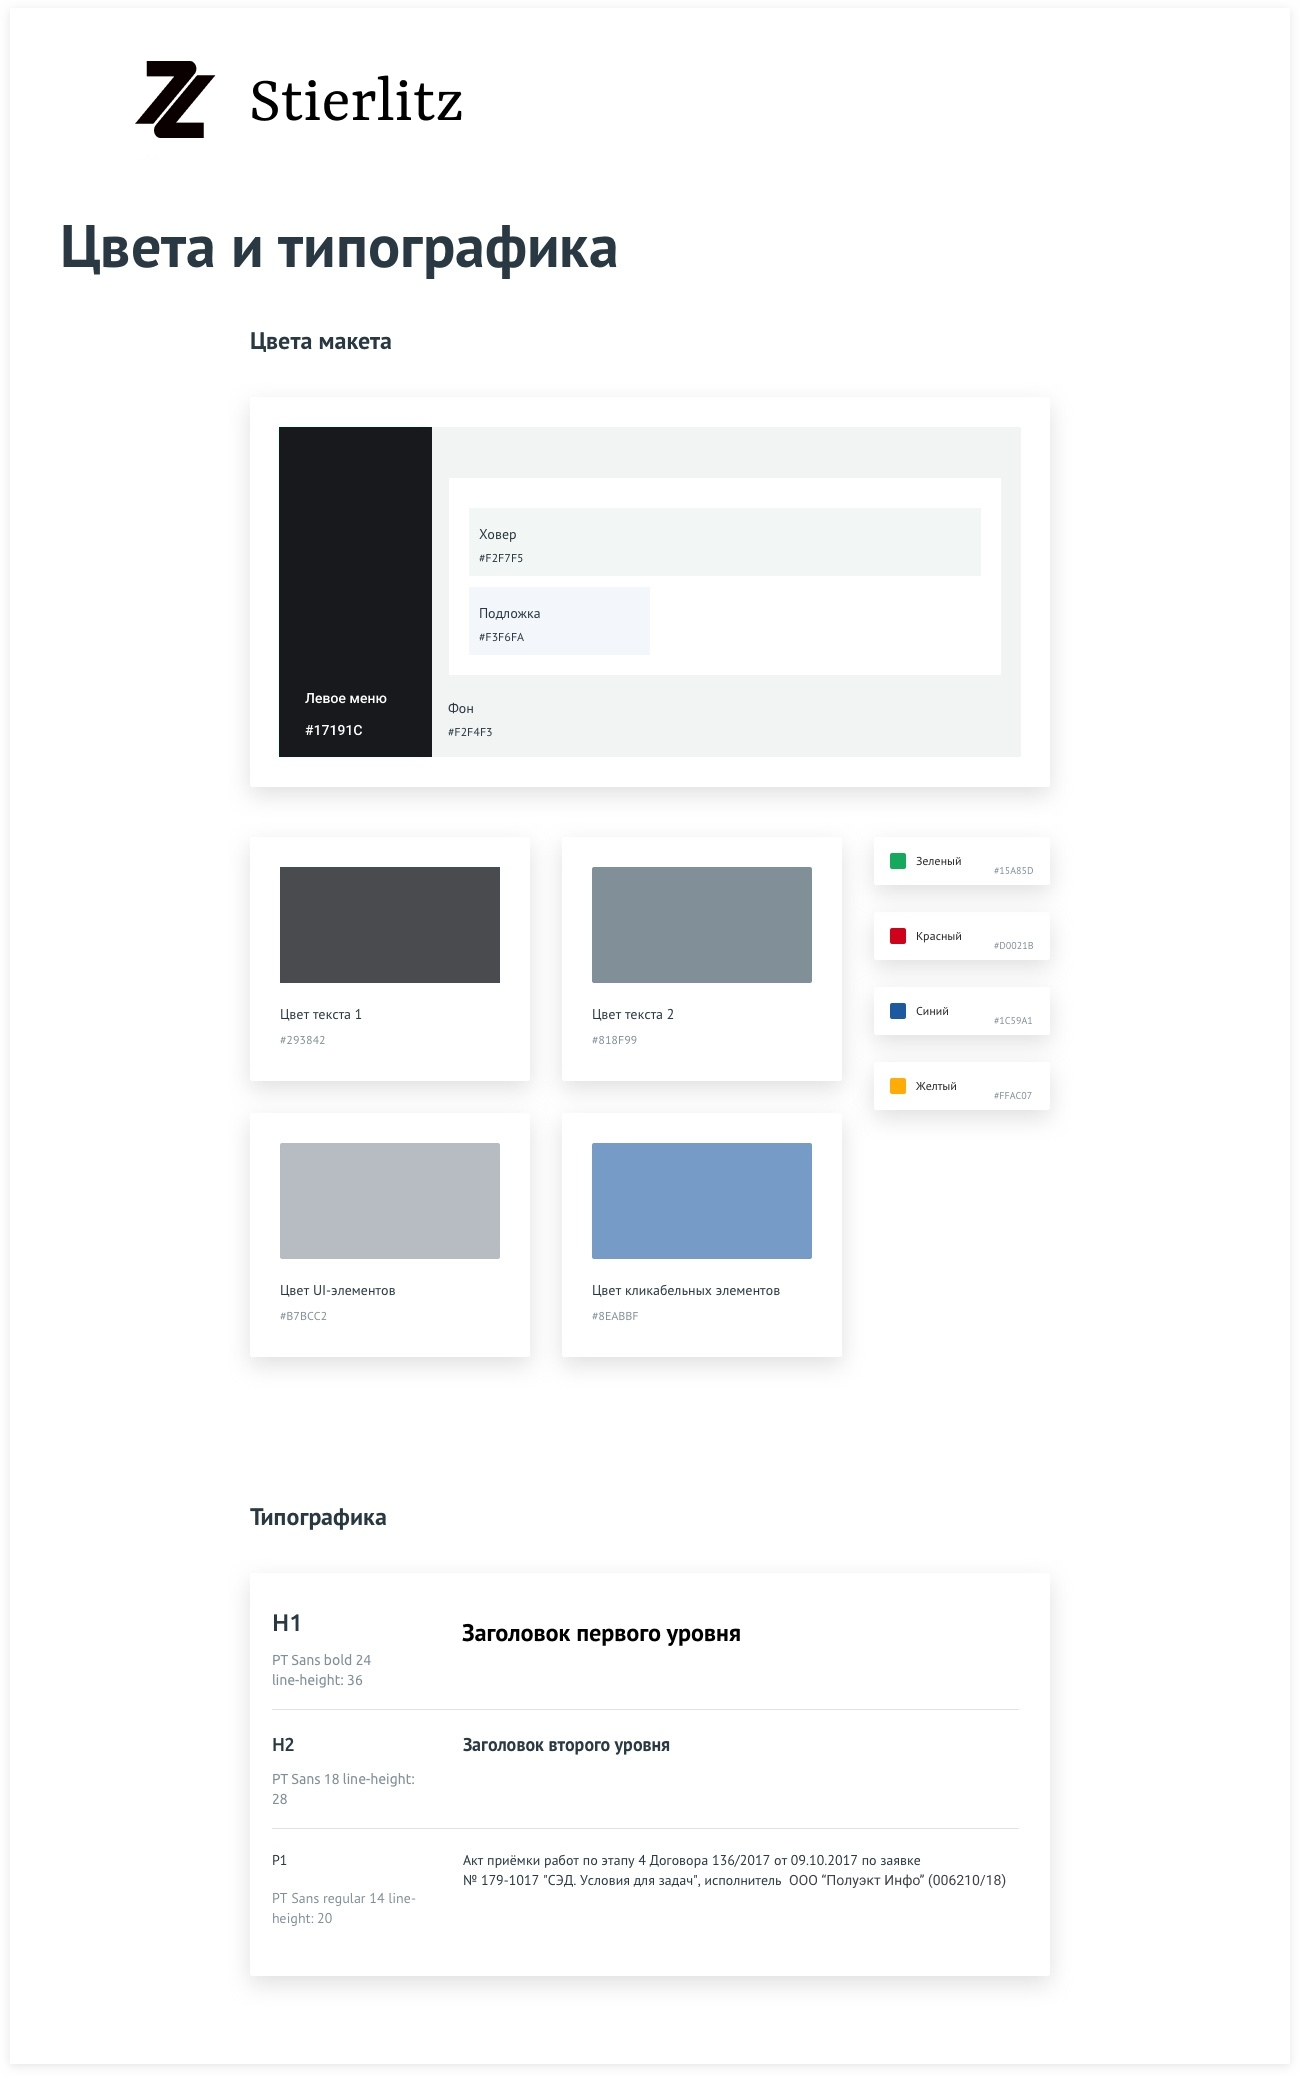 Stierlitz
Цвета и типографика
Цвета макета
Ховер
#F2F7F5
Подложка
#F3F6FA
Левое меню
#17191C
Фон
#F2F4F3
Цвет текста 1
#293842
Цвет текста 2
#818F99
Зеленый
#15A85D
Красный
#D0021B
Синий
#1C59A1
Желтый
#FFAC07
Цвет UI-элементов
#B7BCC2
Цвет кликабельных элементов
#8EABBF
Типографика
H1
Заголовок первого уровня
PT Sans bold 24
line-height: 36
H2
Заголовок второго уровня
PT Sans 18 line-height:
28
P1
Акт приёмки работ по этапу 4 Договора 136/2017 от 09.10.2017 по заявке
№ 179-1017 "СЭД. Условия для задач", исполнитель  ООО “Полуэкт Инфо” (006210/18)
PT Sans regular 14 line-
height: 20